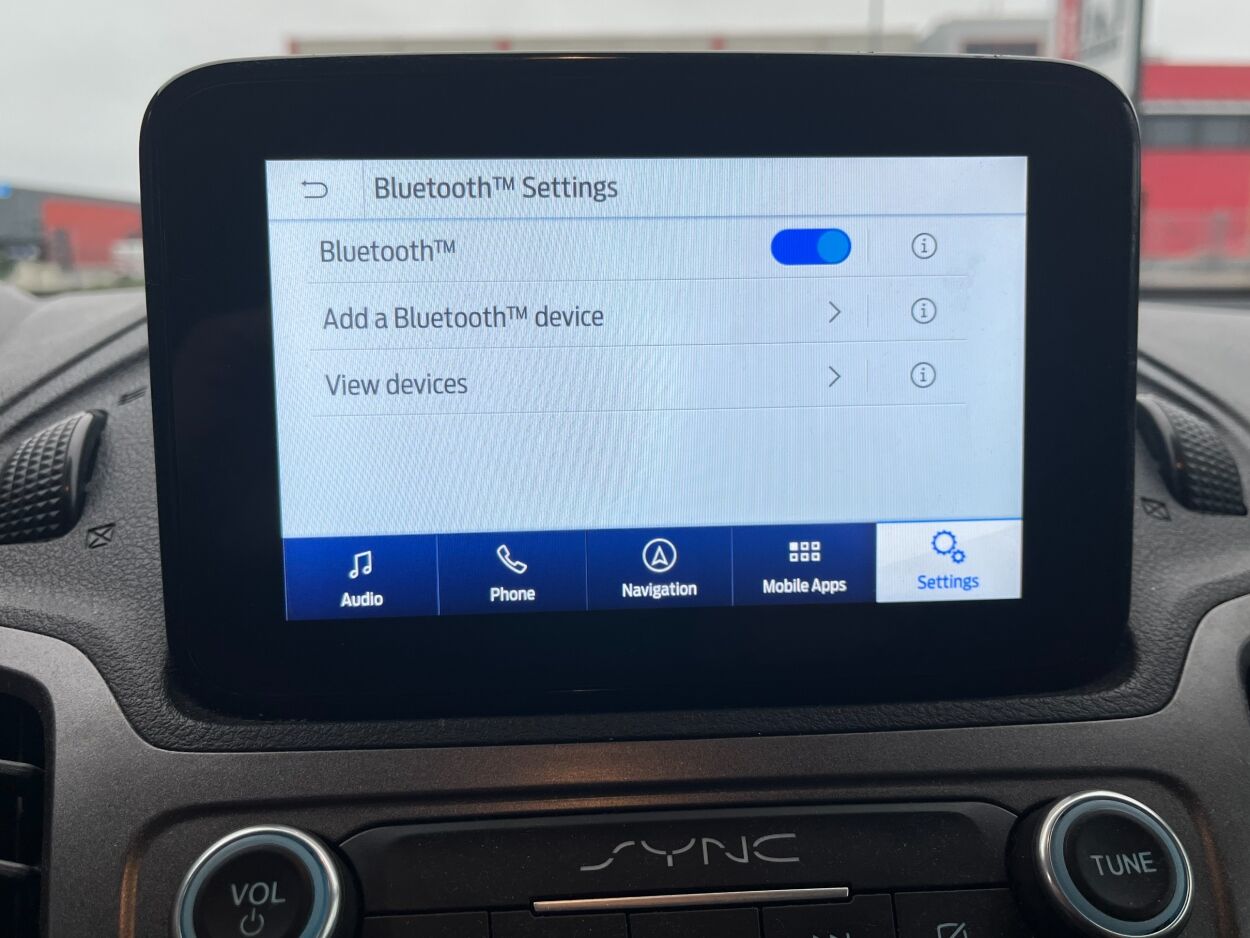 Bluetooth™ Settings
Bluetooth™
Add a Bluetooth™ device
View devices
Audio
Phone
Navigation
Mobile Apps
Settings
SYNC
VOL
TUNE